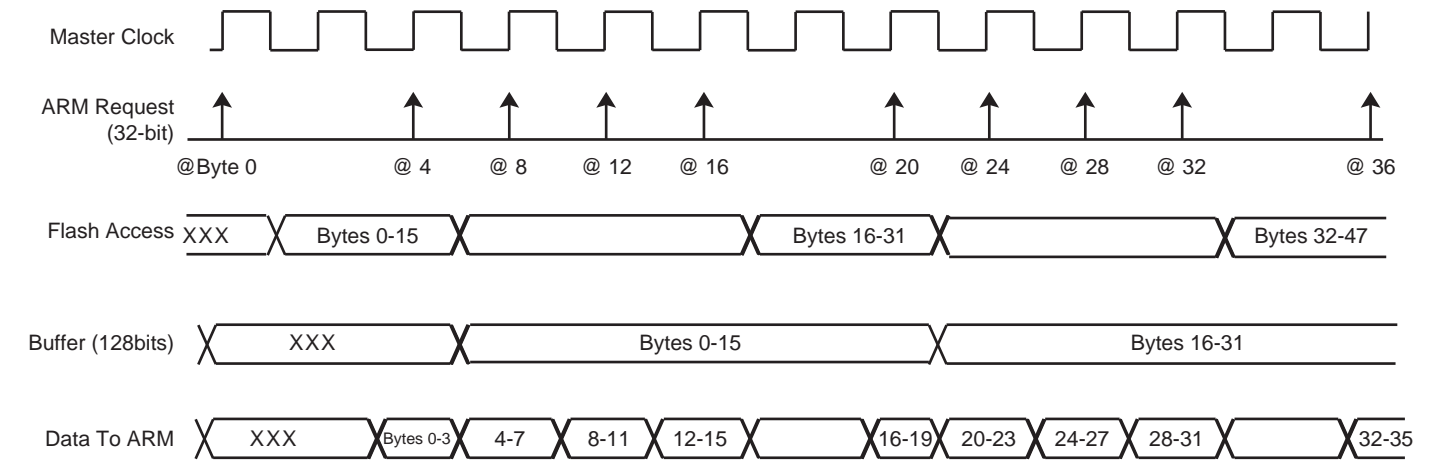 Master Clock
ARM Request
(32-bit)
@Byte 0 @ 4 @ 8 @ 12 @ 16 @ 20 @ 24 @ 28 @ 32 @ 36
Flash Access XXX Bytes 0-15 Bytes 16-31 Bytes 32-47
Buffer (128bits) XXX Bytes 0-15 Bytes 16-31
Data To ARM XXX Bytes 0-3 4-7 8-11 12-15 16-19 20-23 24-27 28-31 32-35